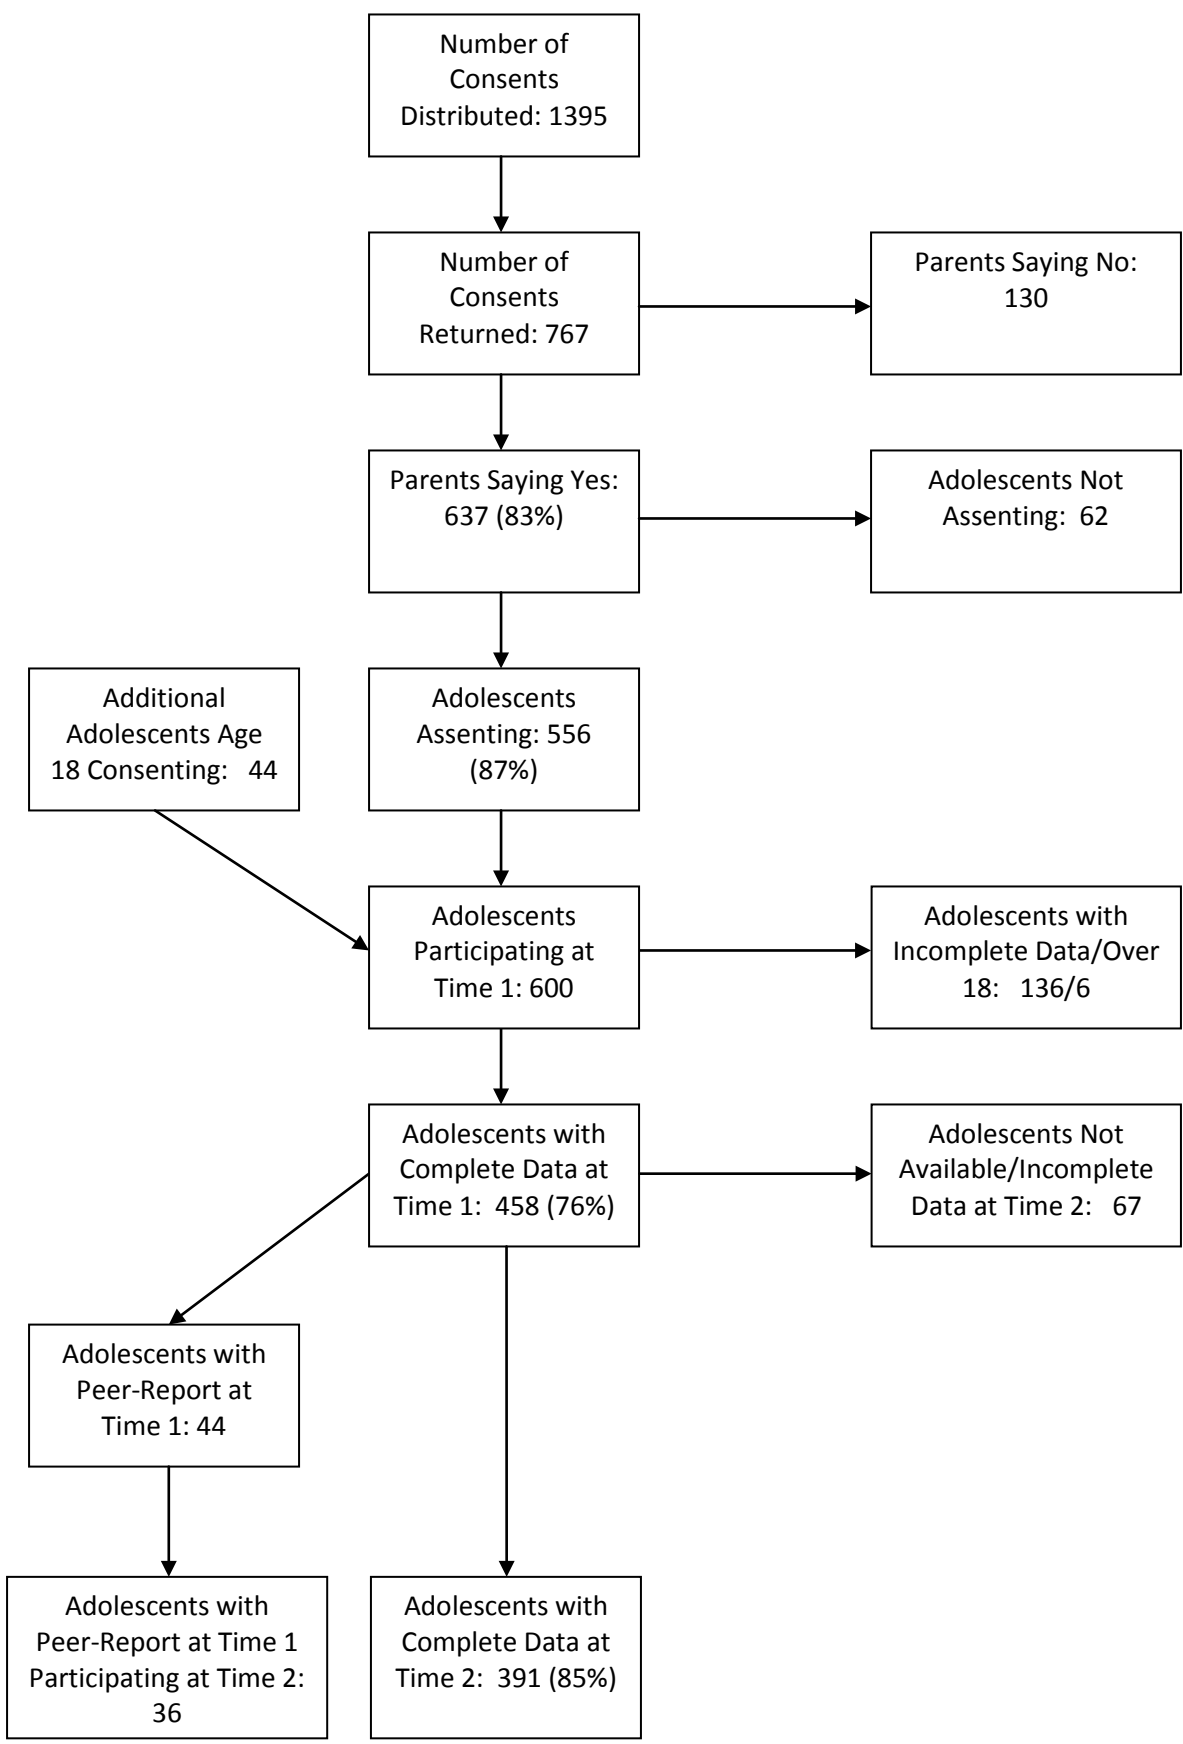 Number of
Consents
Distributed: 1395
Number of
Consents
Returned: 767
Parents Saying No:
130
Parents Saying Yes:
637 (83%)
Adolescents Not
Assenting:  62
Additional
Adolescents Age
18 Consenting:   44
Adolescents
Assenting: 556
(87%)
Adolescents
Participating at
Time 1: 600
Adolescents with
Incomplete Data/Over
18:   136/6
Adolescents with
Complete Data at
Time 1:  458 (76%)
Adolescents Not
Available/Incomplete
Data at Time 2:   67
Adolescents with
Peer-Report at
Time 1: 44
Adolescents with
Peer-Report at Time 1
Participating at Time 2:
36
Adolescents with
Complete Data at
Time 2:  391 (85%)